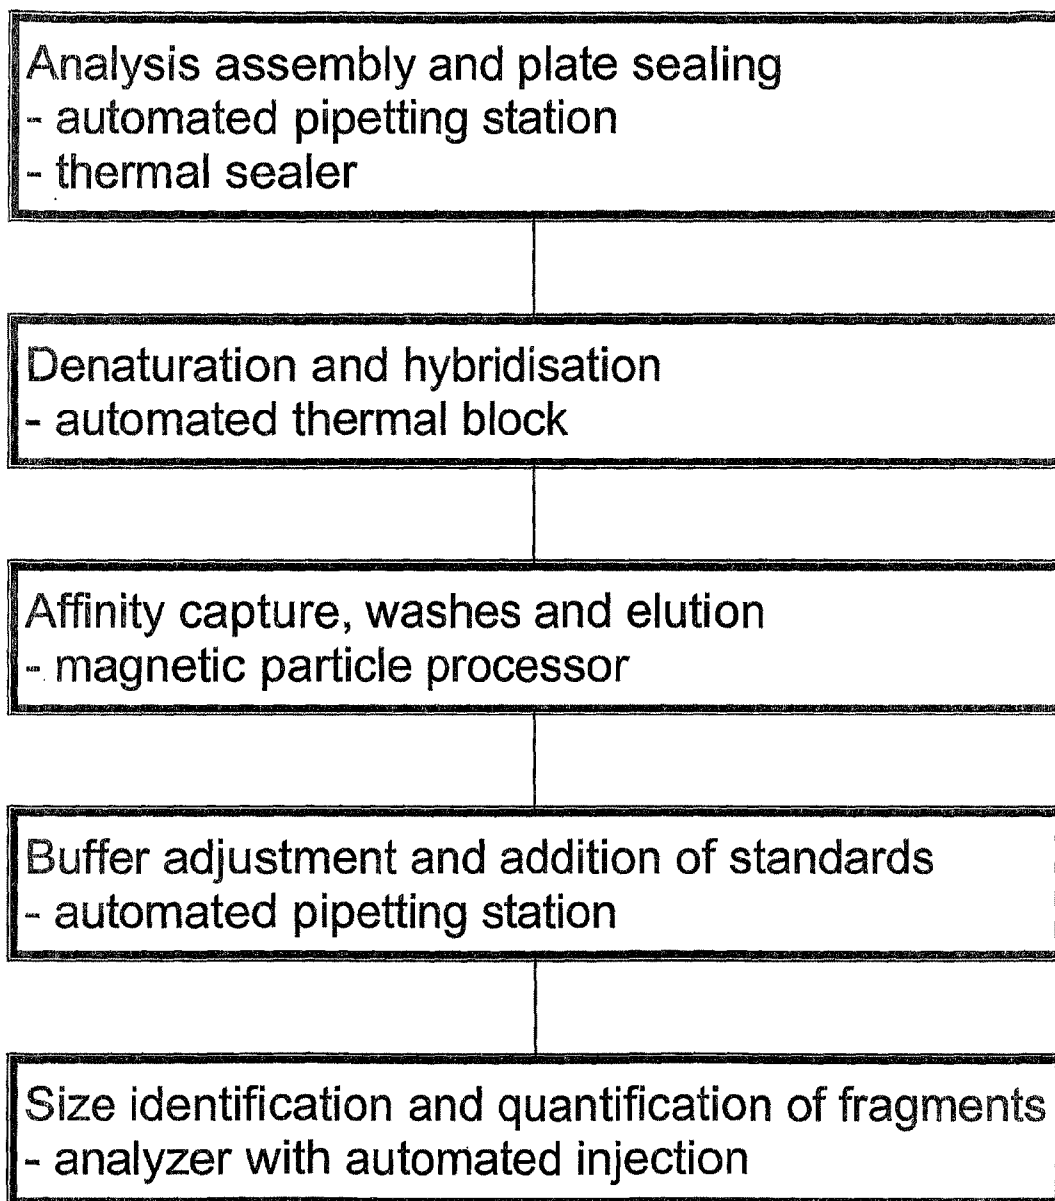 Analysis assembly and plate sealing
- automated pipetting station
- thermal sealer
Denaturation and hybridisation
- automated thermal block
Affinity capture, washes and elution
- magnetic particle processor
Buffer adjustment and addition of standards
- automated pipetting station
Size identification and quantification of fragments
- analyzer with automated injection